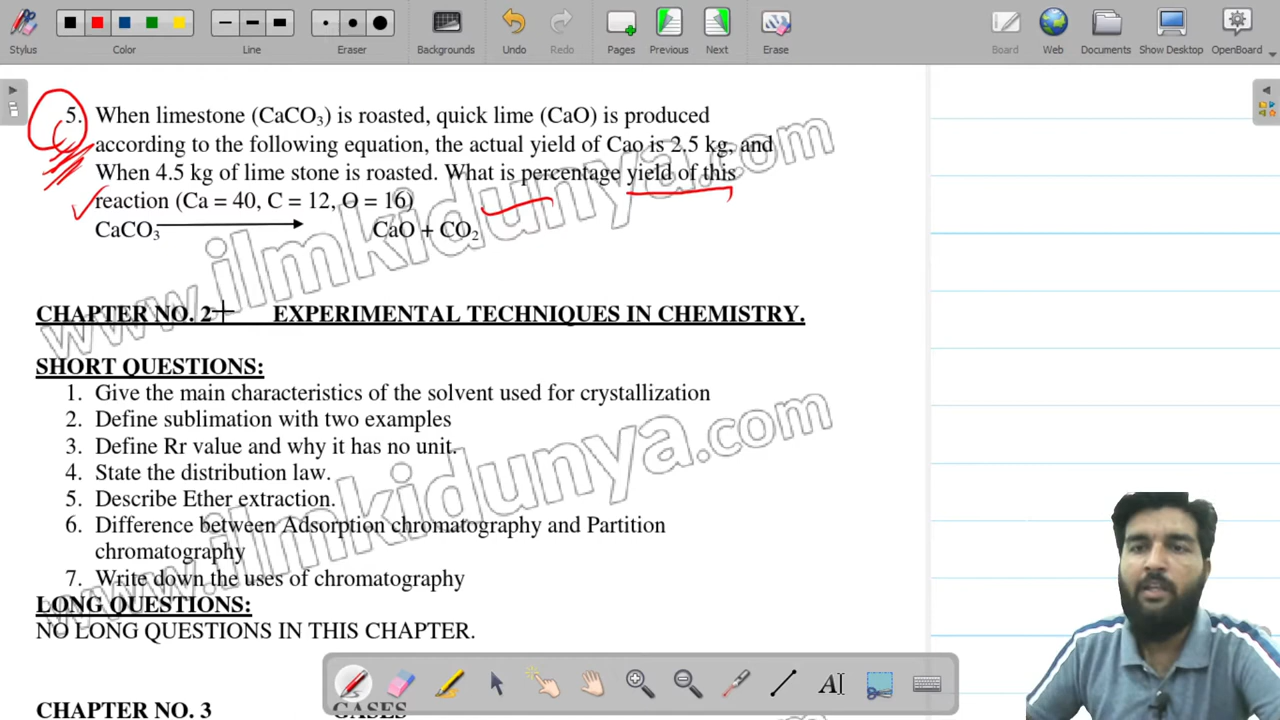 Stylus
Color
Line
Eraser
Backgrounds
Undo
Redo
Pages
Previous
Next
Erase
Board
Web
Documents
Show Desktop
OpenBoard
5. When limestone (CaCO₃) is roasted, quick lime (CaO) is produced
according to the following equation, the actual yield of Cao is 2.5 kg, and
When 4.5 kg of lime stone is roasted. What is percentage yield of this
reaction (Ca = 40, C = 12, O = 16)
CaCO₃ → CaO + CO₂
www.ilmkidunya.com
CHAPTER NO. 2 EXPERIMENTAL TECHNIQUES IN CHEMISTRY.
SHORT QUESTIONS:
1. Give the main characteristics of the solvent used for crystallization
2. Define sublimation with two examples
3. Define Rr value and why it has no unit.
4. State the distribution law.
5. Describe Ether extraction.
6. Difference between Adsorption chromatography and Partition
chromatography
7. Write down the uses of chromatography
www.ilmkidunya.com
LONG QUESTIONS:
NO LONG QUESTIONS IN THIS CHAPTER.
CHAPTER NO. 3 GASES